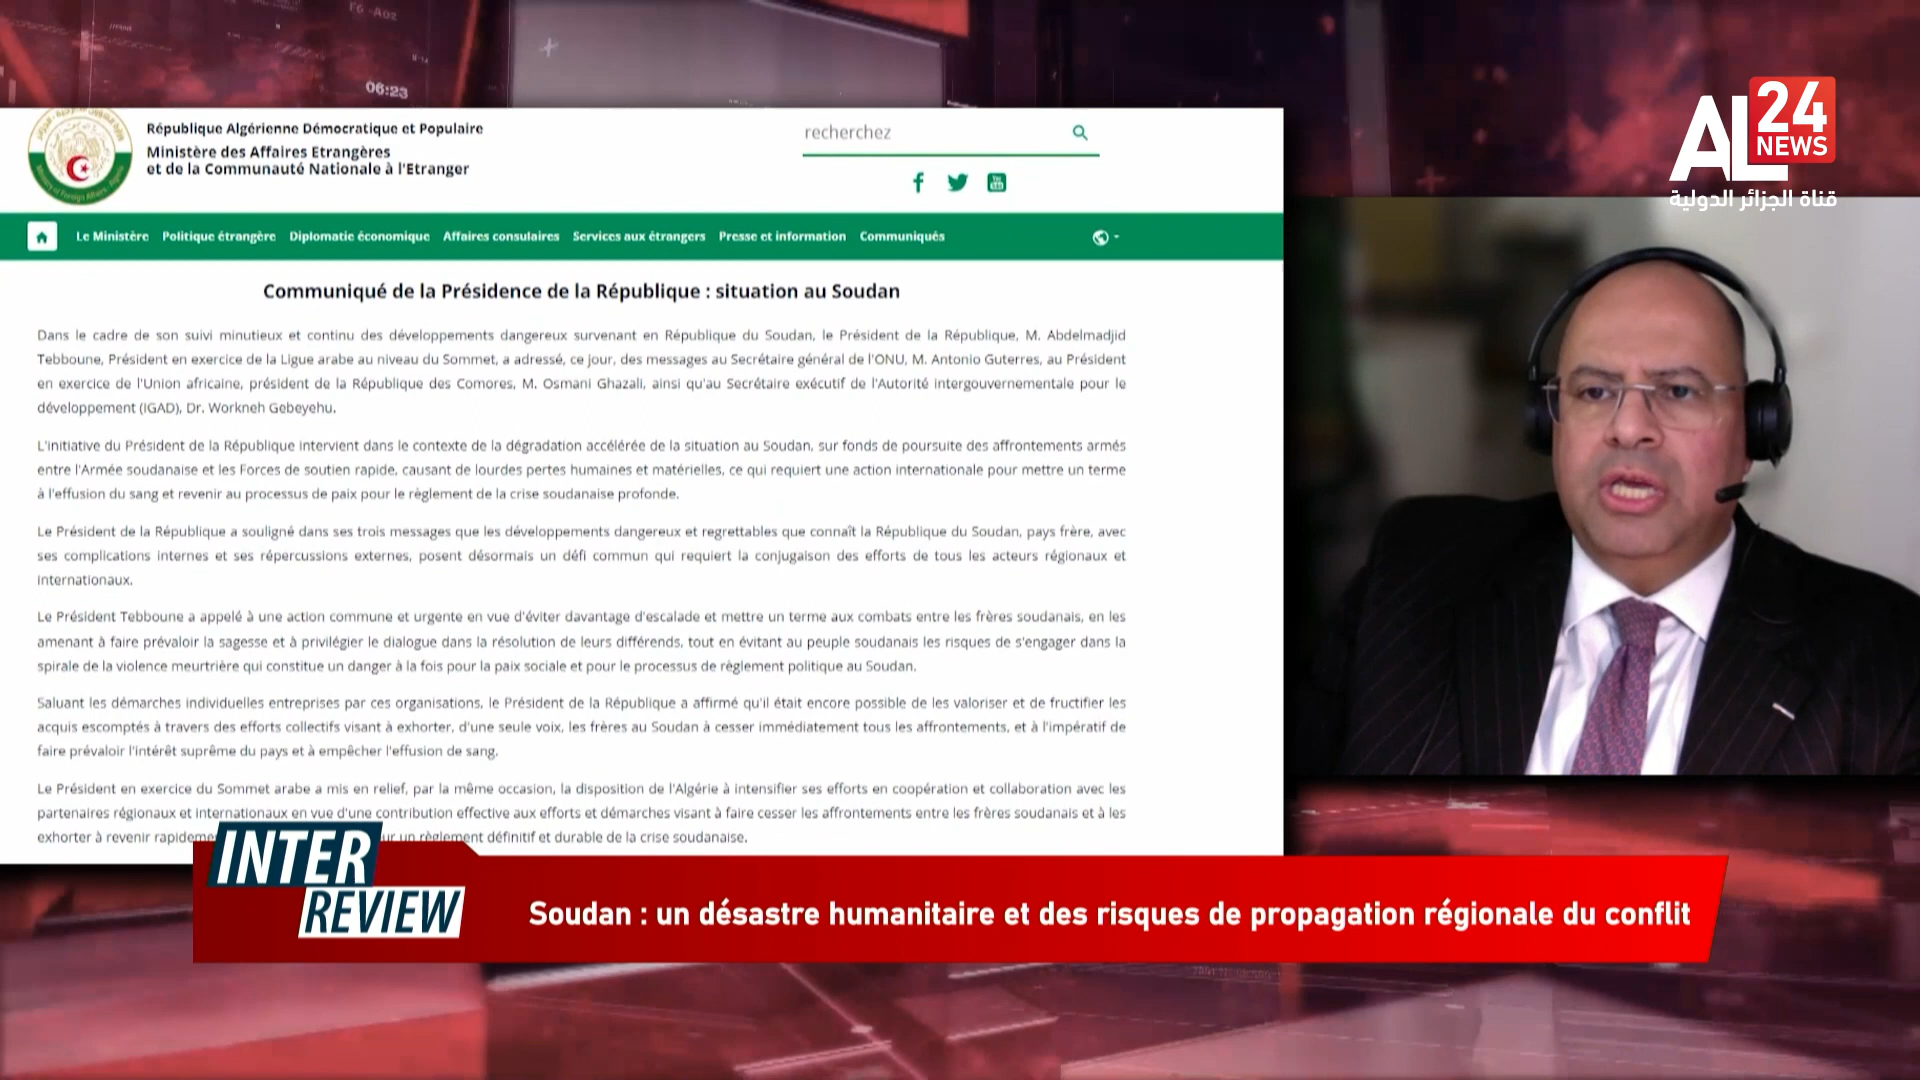 06:23
République Algérienne Démocratique et Populaire
Ministère des Affaires Etrangères
et de la Communauté Nationale à l'Etranger
recherchez
Le Ministère Politique étrangère Diplomatie économique Affaires consulaires Services aux étrangers Presse et information Communiqués
Communiqué de la Présidence de la République : situation au Soudan
Dans le cadre de son suivi minutieux et continu des développements dangereux survenant en République du Soudan, le Président de la République, M. Abdelmadjid
Tebboune, Président en exercice de la Ligue arabe au niveau du Sommet, a adressé, ce jour, des messages au Secrétaire général de l'ONU, M. Antonio Guterres, au Président
en exercice de l'Union africaine, président de la République des Comores, M. Osmani Ghazali, ainsi qu'au Secrétaire exécutif de l'Autorité intergouvernementale pour le
développement (IGAD), Dr. Workneh Gebeyehu.
L'initiative du Président de la République intervient dans le contexte de la dégradation accélérée de la situation au Soudan, sur fonds de poursuite des affrontements armés
entre l'Armée soudanaise et les Forces de soutien rapide, causant de lourdes pertes humaines et matérielles, ce qui requiert une action internationale pour mettre un terme
à l'effusion du sang et revenir au processus de paix pour le règlement de la crise soudanaise profonde.
Le Président de la République a souligné dans ses trois messages que les développements dangereux et regrettables que connaît la République du Soudan, pays frère, avec
ses complications internes et ses répercussions externes, posent désormais un défi commun qui requiert la conjugaison des efforts de tous les acteurs régionaux et
internationaux.
Le Président Tebboune a appelé à une action commune et urgente en vue d'éviter davantage d'escalade et mettre un terme aux combats entre les frères soudanais, en les
amenant à faire prévaloir la sagesse et à privilégier le dialogue dans la résolution de leurs différends, tout en évitant au peuple soudanais les risques de s'engager dans la
spirale de la violence meurtrière qui constitue un danger à la fois pour la paix sociale et pour le processus de règlement politique au Soudan.
Saluant les démarches individuelles entreprises par ces organisations, le Président de la République a affirmé qu'il était encore possible de les valoriser et de fructifier les
acquis escomptés à travers des efforts collectifs visant à exhorter, d'une seule voix, les frères au Soudan à cesser immédiatement tous les affrontements, et à l'impératif de
faire prévaloir l'intérêt suprême du pays et à empêcher l'effusion de sang.
Le Président en exercice du Sommet arabe a mis en relief, par la même occasion, la disposition de l'Algérie à intensifier ses efforts en coopération et collaboration avec les
partenaires régionaux et internationaux en vue d'une contribution effective aux efforts et démarches visant à faire cesser les affrontements entre les frères soudanais et à les
exhorter à revenir un règlement définitif et durable de la crise soudanaise.
AL 24 NEWS
قناة الجزائر الدولية
INTER
REVIEW
Soudan : un désastre humanitaire et des risques de propagation régionale du conflit